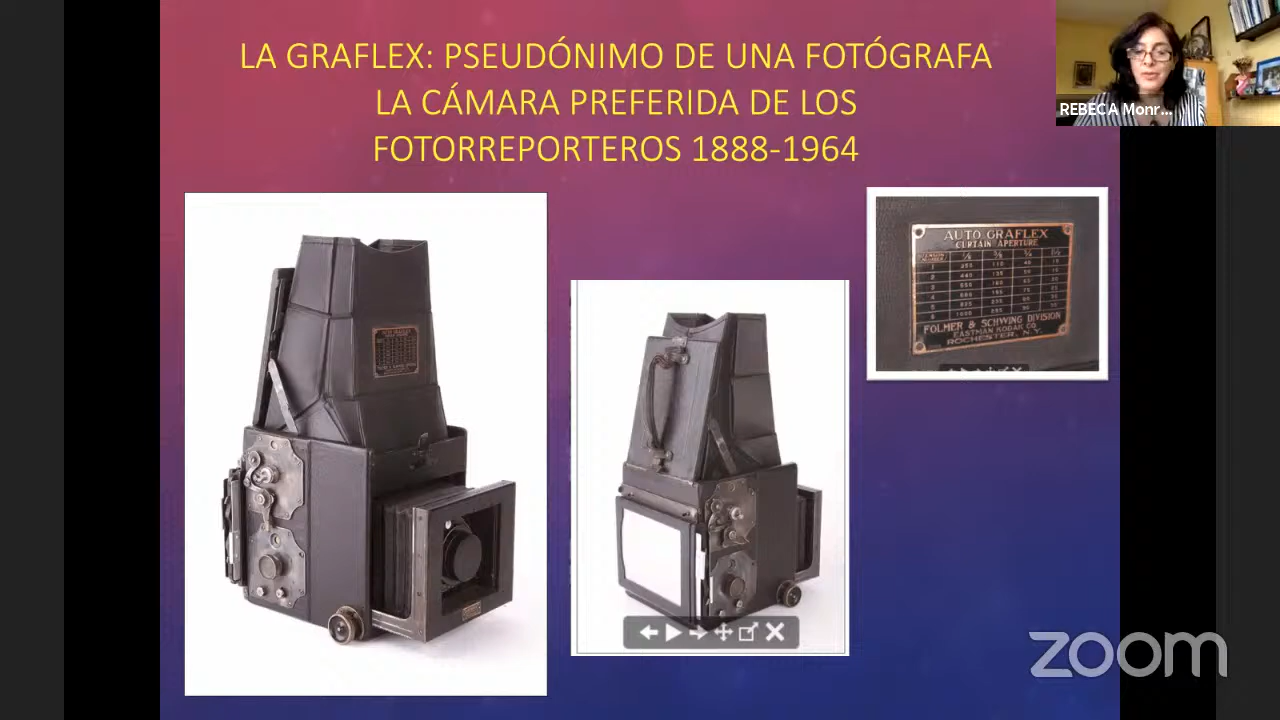 LA GRAFLEX: PSEUDÓNIMO DE UNA FOTÓGRAFA
LA CÁMARA PREFERIDA DE LOS
FOTORREPORTEROS 1888-1964
REBECA Monr...
AUTO GRAFLEX
CURTAIN APERTURE
FOLMER & SCHWING DIVISION
EASTMAN KODAK CO
ROCHESTER, N.Y.
zoom